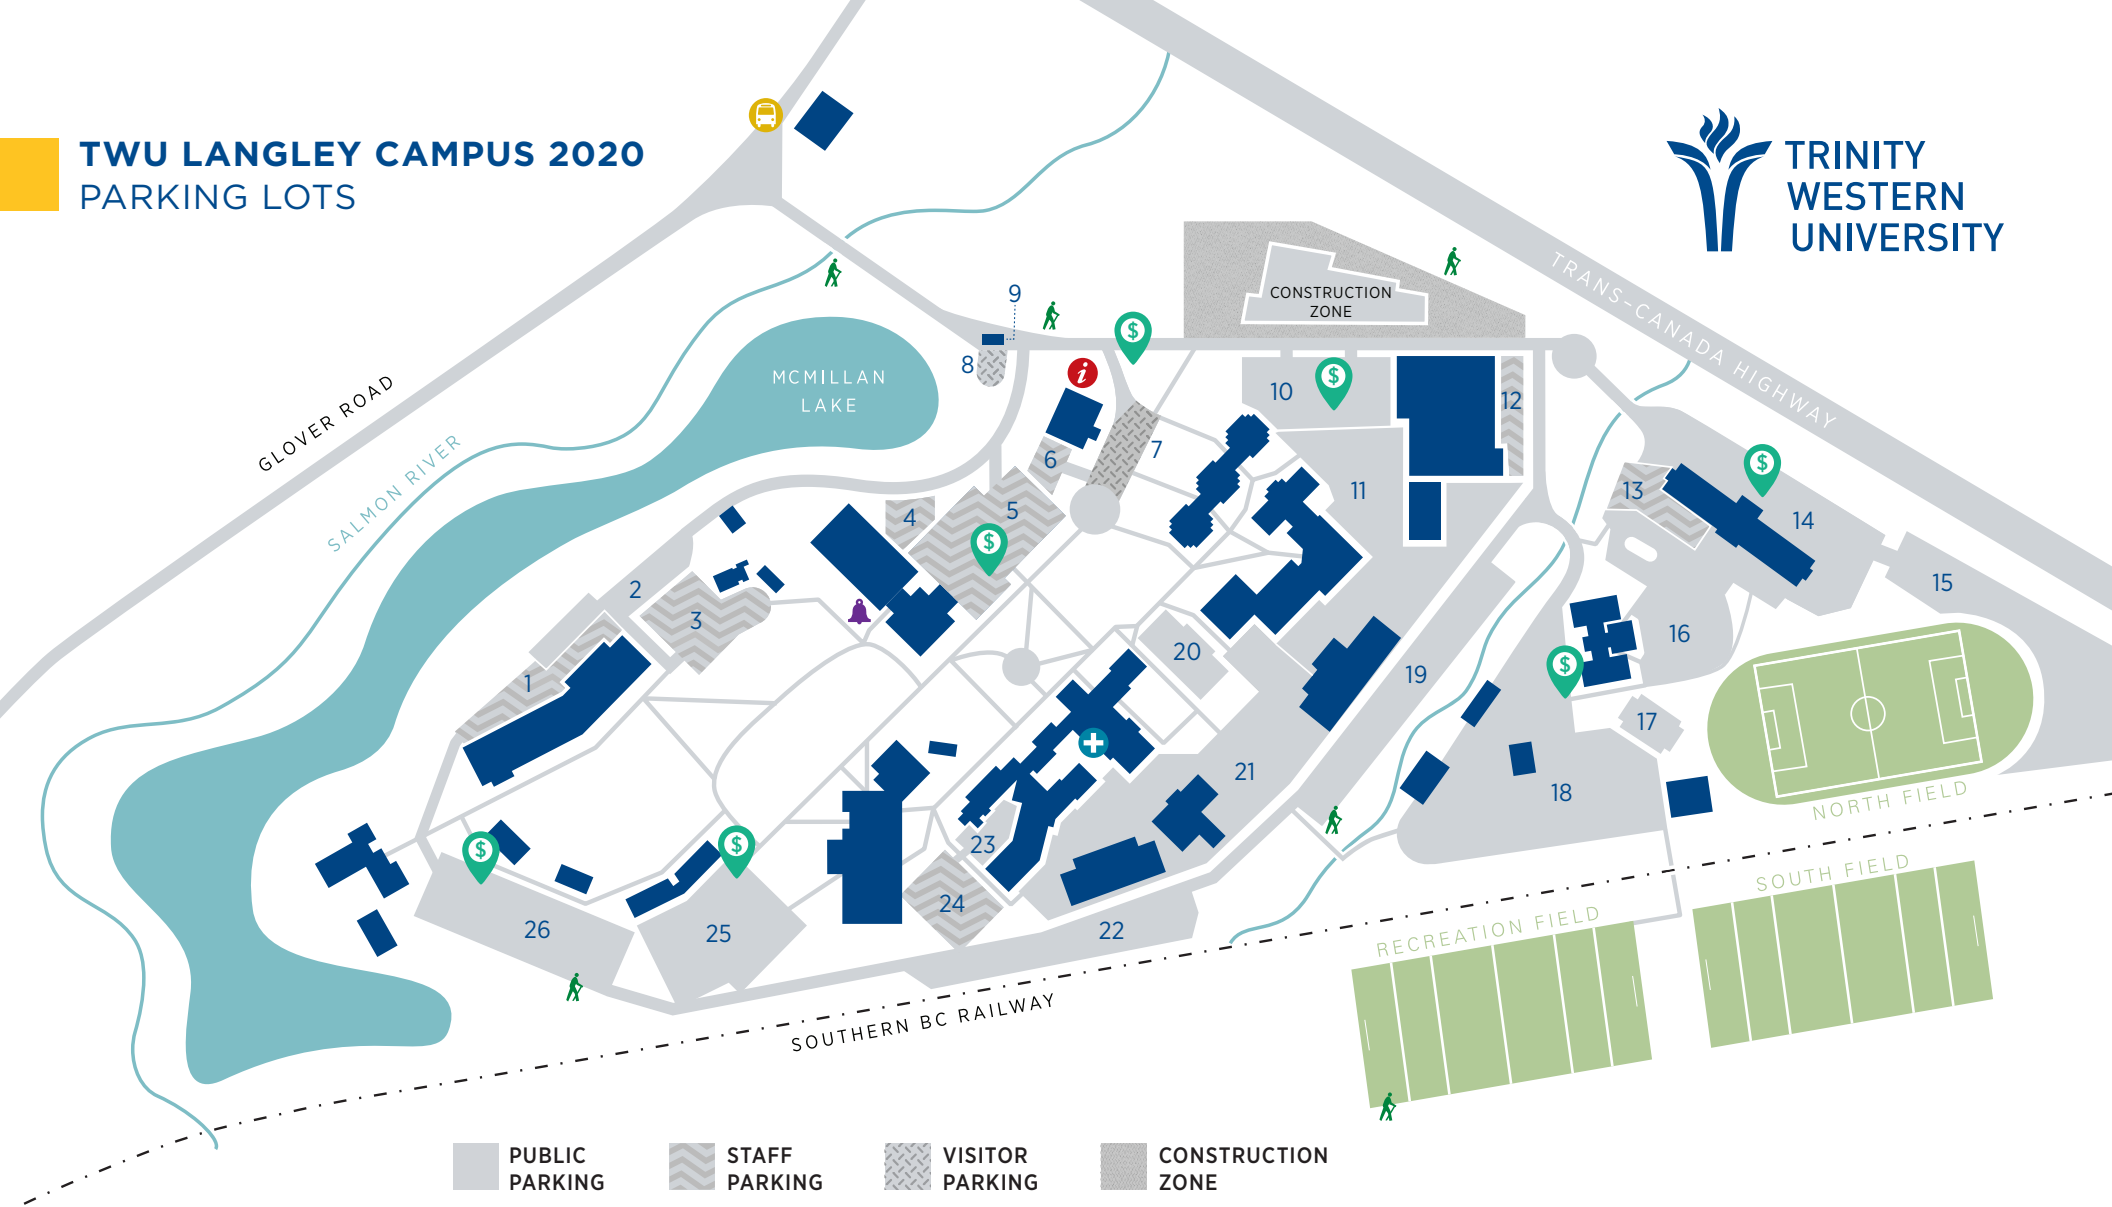 TWU LANGLEY CAMPUS 2020
PARKING LOTS
TRINITY
WESTERN
UNIVERSITY
TRANS-CANADA HIGHWAY
GLOVER ROAD
SALMON RIVER
MCMILLAN
LAKE
CONSTRUCTION
ZONE
9
8
10
7
6
12
11
5
4
13
14
15
2
3
1
16
20
19
17
21
18
23
24
22
25
26
$
$
$
$
$
$
$
i
NORTH FIELD
SOUTH FIELD
RECREATION FIELD
SOUTHERN BC RAILWAY
PUBLIC
PARKING
STAFF
PARKING
VISITOR
PARKING
CONSTRUCTION
ZONE